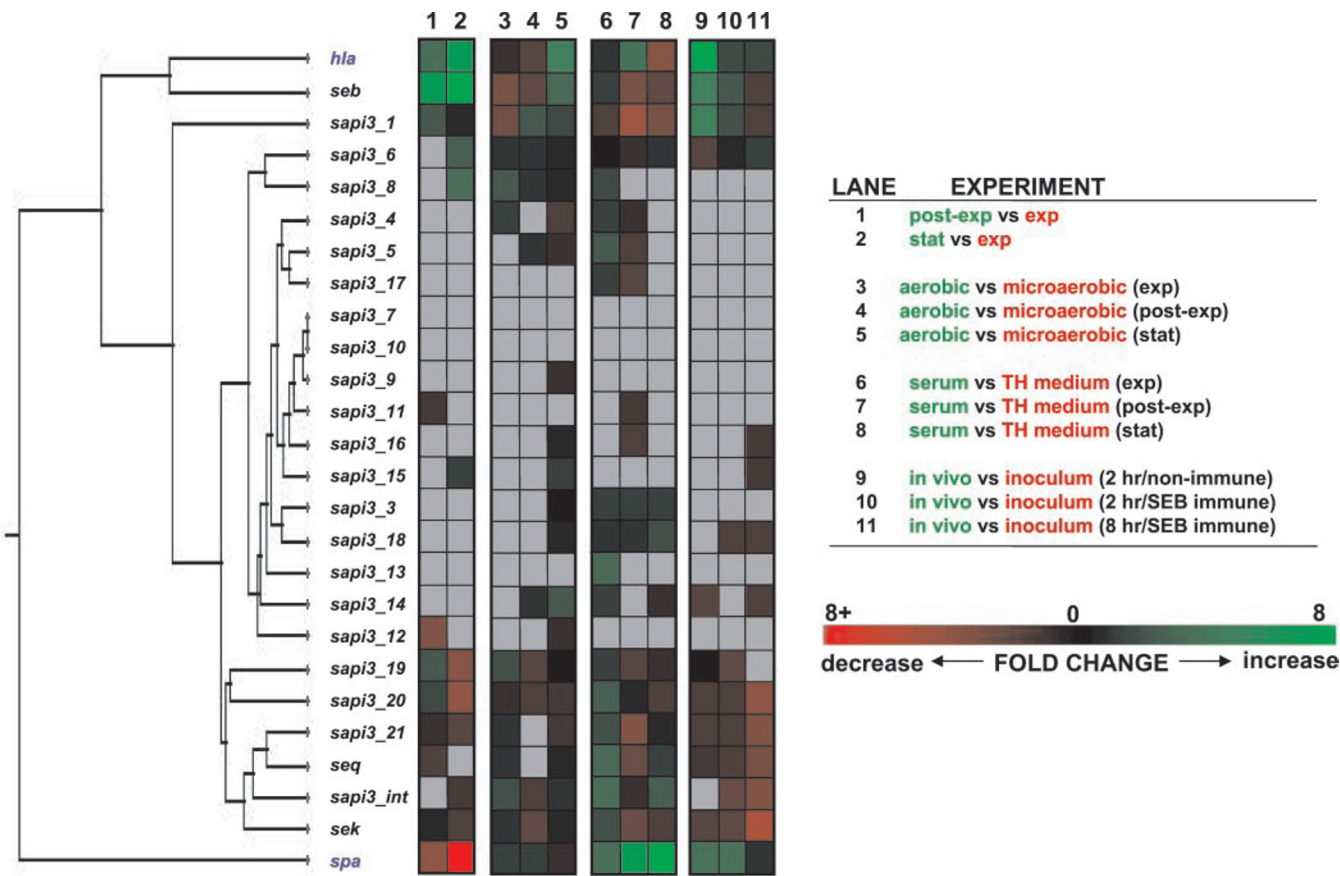 1 2 3 4 5 6 7 8 9 10 11
hla
seb
sapi3_1
sapi3_6
sapi3_8
sapi3_4
sapi3_5
sapi3_17
sapi3_7
sapi3_10
sapi3_9
sapi3_11
sapi3_16
sapi3_15
sapi3_3
sapi3_18
sapi3_13
sapi3_14
sapi3_12
sapi3_19
sapi3_20
sapi3_21
seq
sapi3_int
sek
spa
LANE EXPERIMENT
1 post-exp vs exp
2 stat vs exp
3 aerobic vs microaerobic (exp)
4 aerobic vs microaerobic (post-exp)
5 aerobic vs microaerobic (stat)
6 serum vs TH medium (exp)
7 serum vs TH medium (post-exp)
8 serum vs TH medium (stat)
9 in vivo vs inoculum (2 hr/non-immune)
10 in vivo vs inoculum (2 hr/SEB immune)
11 in vivo vs inoculum (8 hr/SEB immune)
8+ 0 8
decrease FOLD CHANGE increase